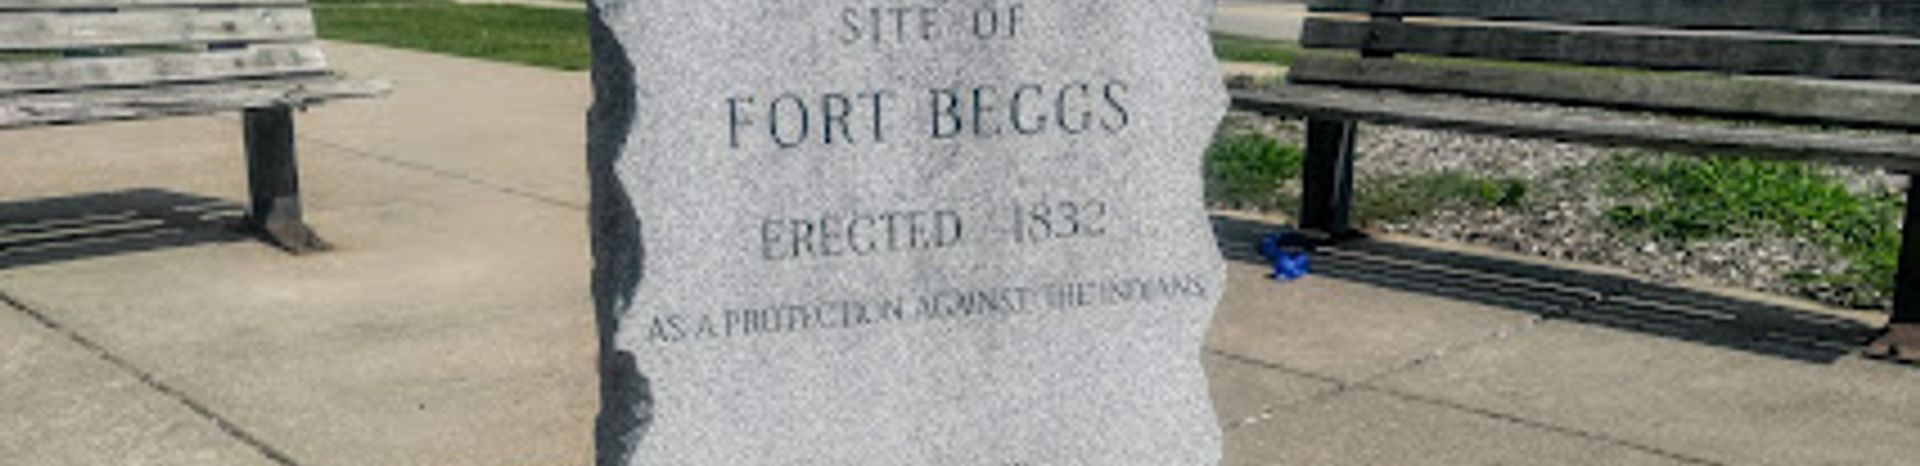 SITE OF
FORT BEGGS
ERECTED 1832
AS A PROTECTION AGAINST THE INDIANS